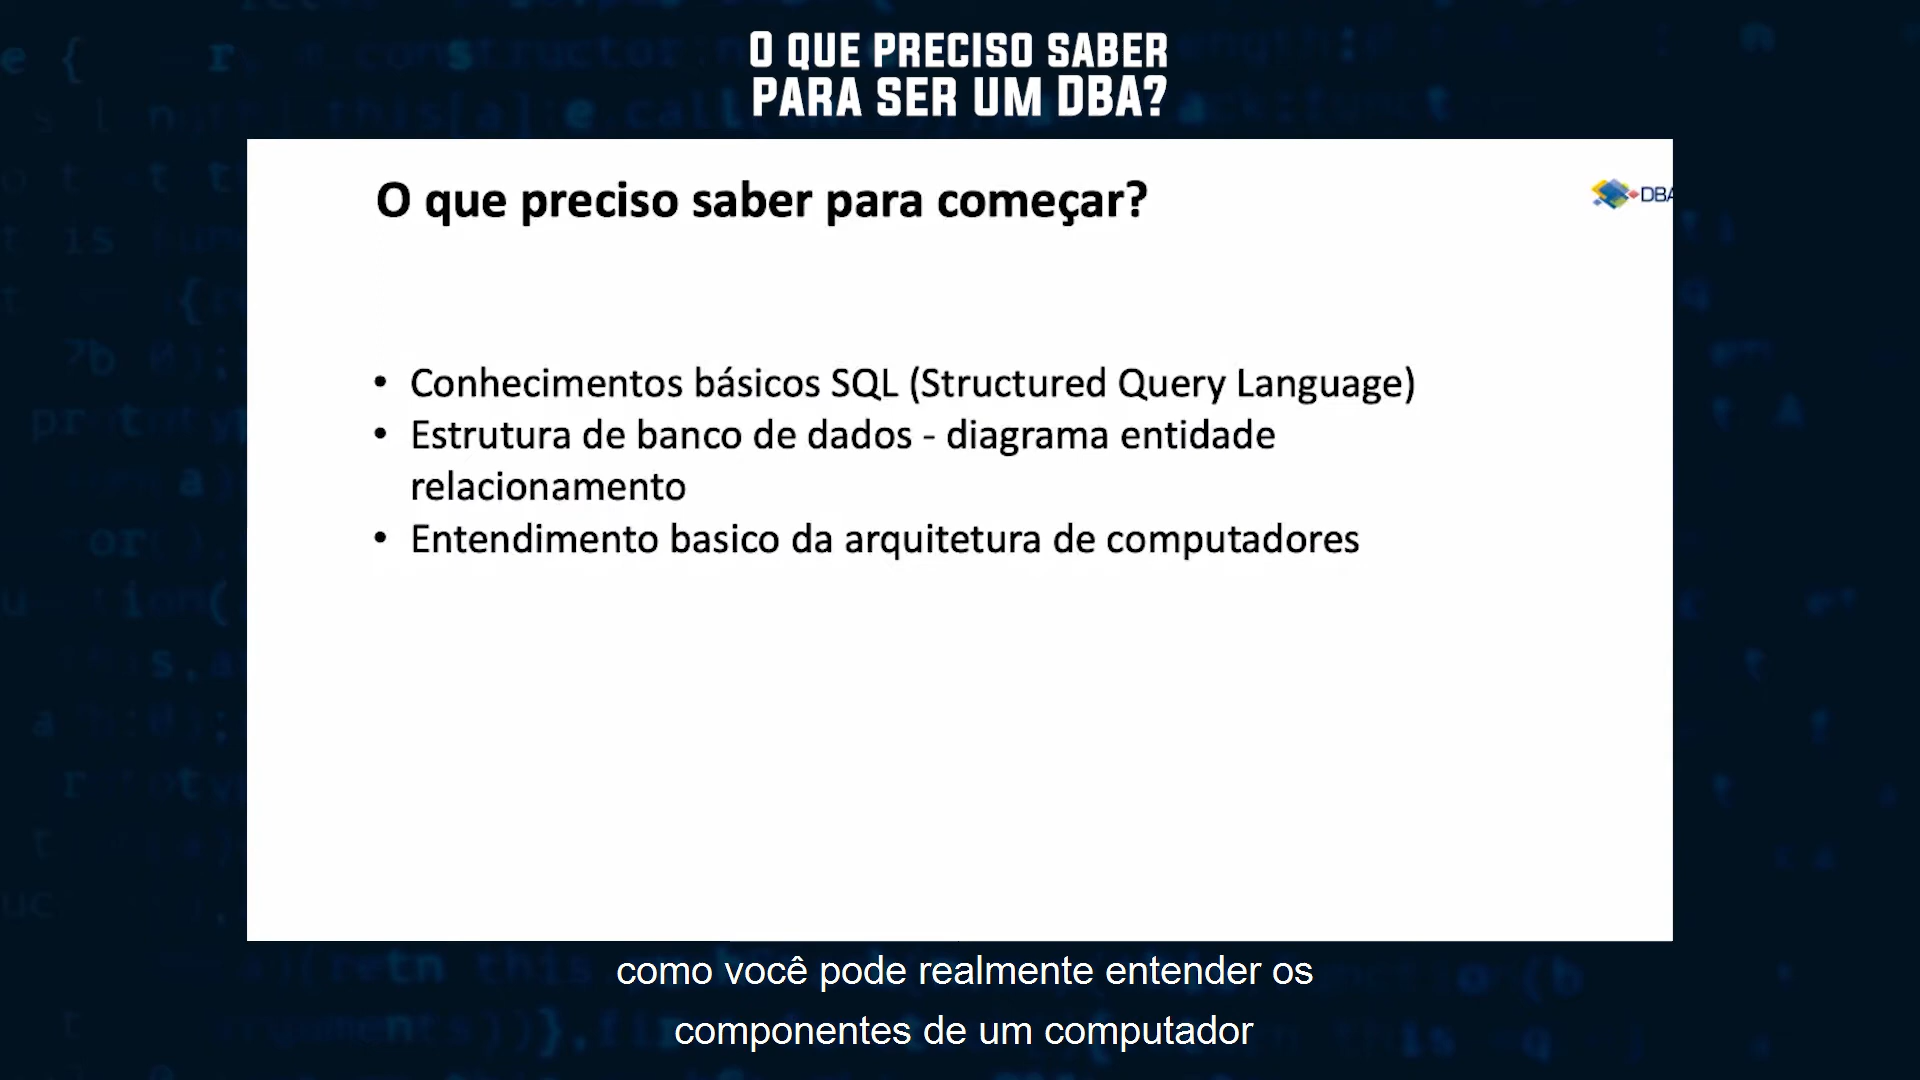 O QUE PRECISO SABER
PARA SER UM DBA?
O que preciso saber para começar?
DBA
• Conhecimentos básicos SQL (Structured Query Language)
• Estrutura de banco de dados - diagrama entidade
relacionamento
• Entendimento basico da arquitetura de computadores
como você pode realmente entender os
componentes de um computador